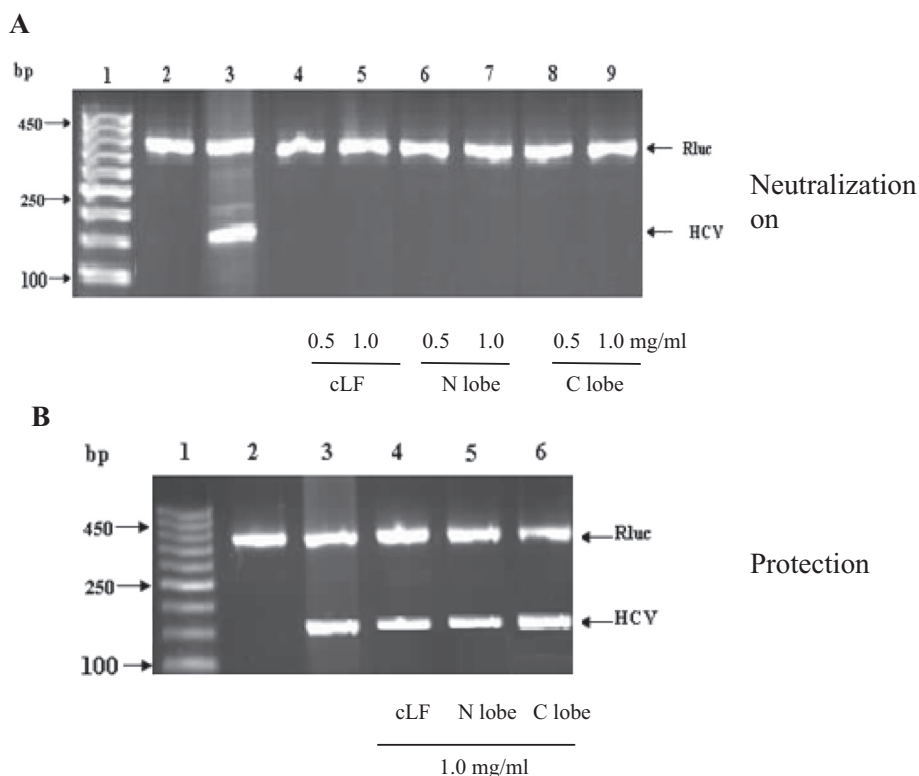 A
bp 1 2 3 4 5 6 7 8 9
450
Rluc
Neutralization
on
250
HCV
100
0.5 1.0 0.5 1.0 0.5 1.0 mg/ml
cLF N lobe C lobe
B
bp 1 2 3 4 5 6
450
Rluc
Protection
250
HCV
100
cLF N lobe C lobe
1.0 mg/ml